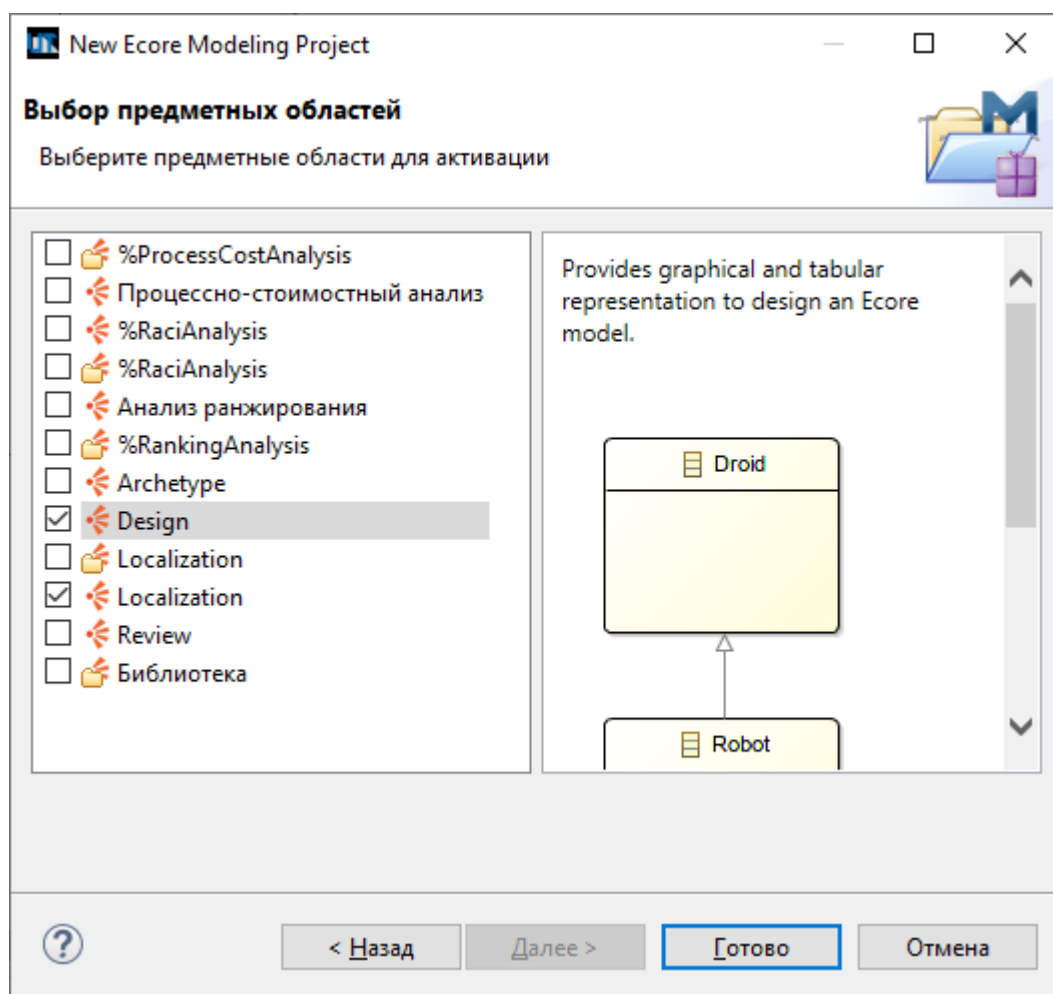 New Ecore Modeling Project
Выбор предметных областей
Выберите предметные области для активации
%ProcessCostAnalysis
Процессно-стоимостный анализ
%RaciAnalysis
%RaciAnalysis
Анализ ранжирования
%RankingAnalysis
Archetype
Design
Localization
Localization
Review
Библиотека
Provides graphical and tabular
representation to design an Ecore
model.
Droid
Robot
< Назад
Далее >
Готово
Отмена